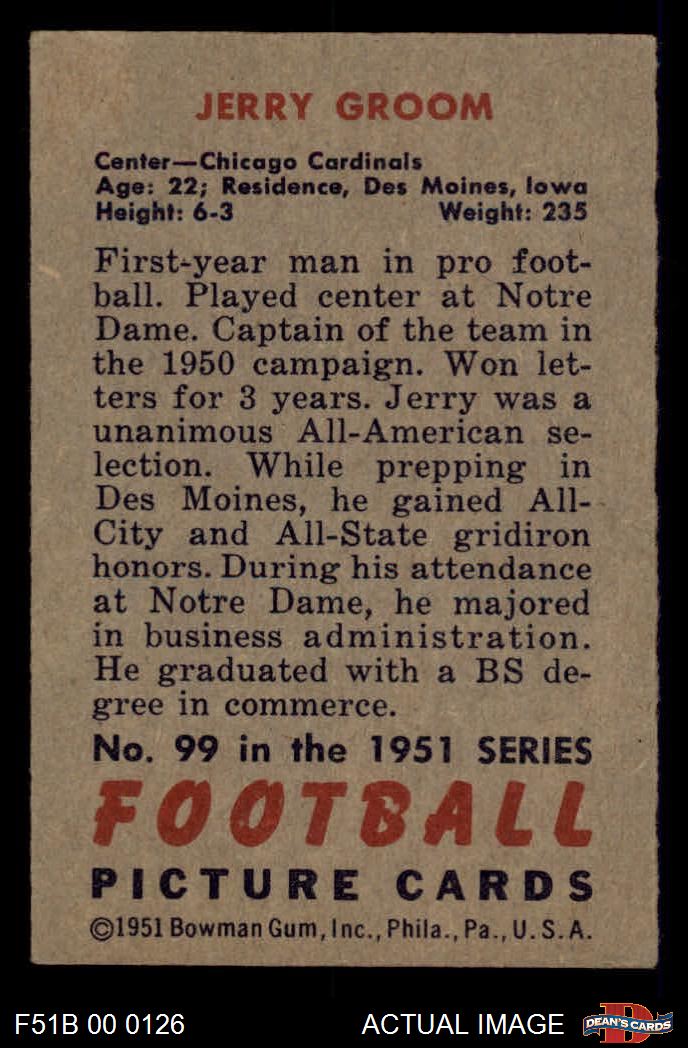 JERRY GROOM
Center—Chicago Cardinals
Age: 22; Residence, Des Moines, Iowa
Height: 6-3 Weight: 235
First-year man in pro foot-
ball. Played center at Notre
Dame. Captain of the team in
the 1950 campaign. Won let-
ters for 3 years. Jerry was a
unanimous All-American se-
lection. While prepping in
Des Moines, he gained All-
City and All-State gridiron
honors. During his attendance
at Notre Dame, he majored
in business administration.
He graduated with a BS de-
gree in commerce.
No. 99 in the 1951 SERIES
FOOTBALL
PICTURE CARDS
©1951 Bowman Gum, Inc., Phila., Pa., U. S. A.
F51B 00 0126 ACTUAL IMAGE D DEAN'S CARDS